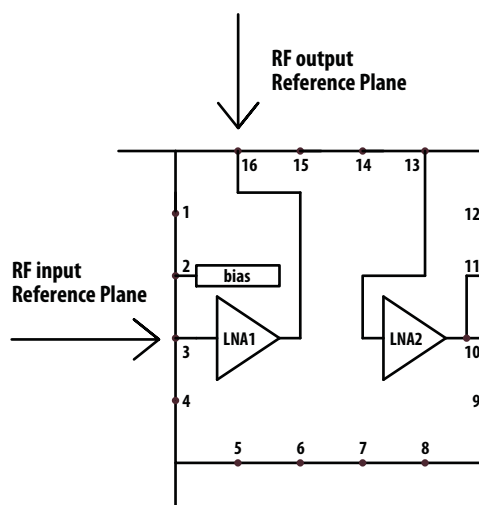 RF output
Reference Plane
16 15 14 13
1
12
2 bias 11
RF input
Reference Plane
3 LNA1 LNA2 10
4 9
5 6 7 8